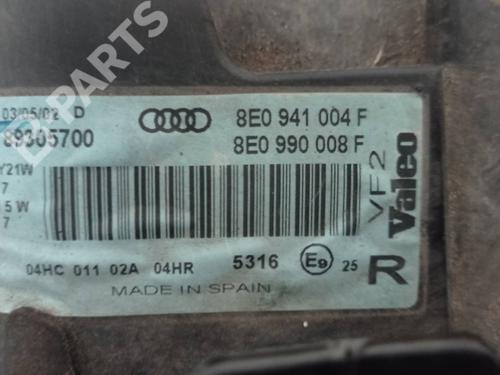 B-PARTS
03/05/02 D
89305700
8E0 941 004 F
8E0 990 008 F
Y21W
7
5 W
7
VF2
Valeo
04HC 011 02A 04HR
5316
E9
25
R
MADE IN SPAIN